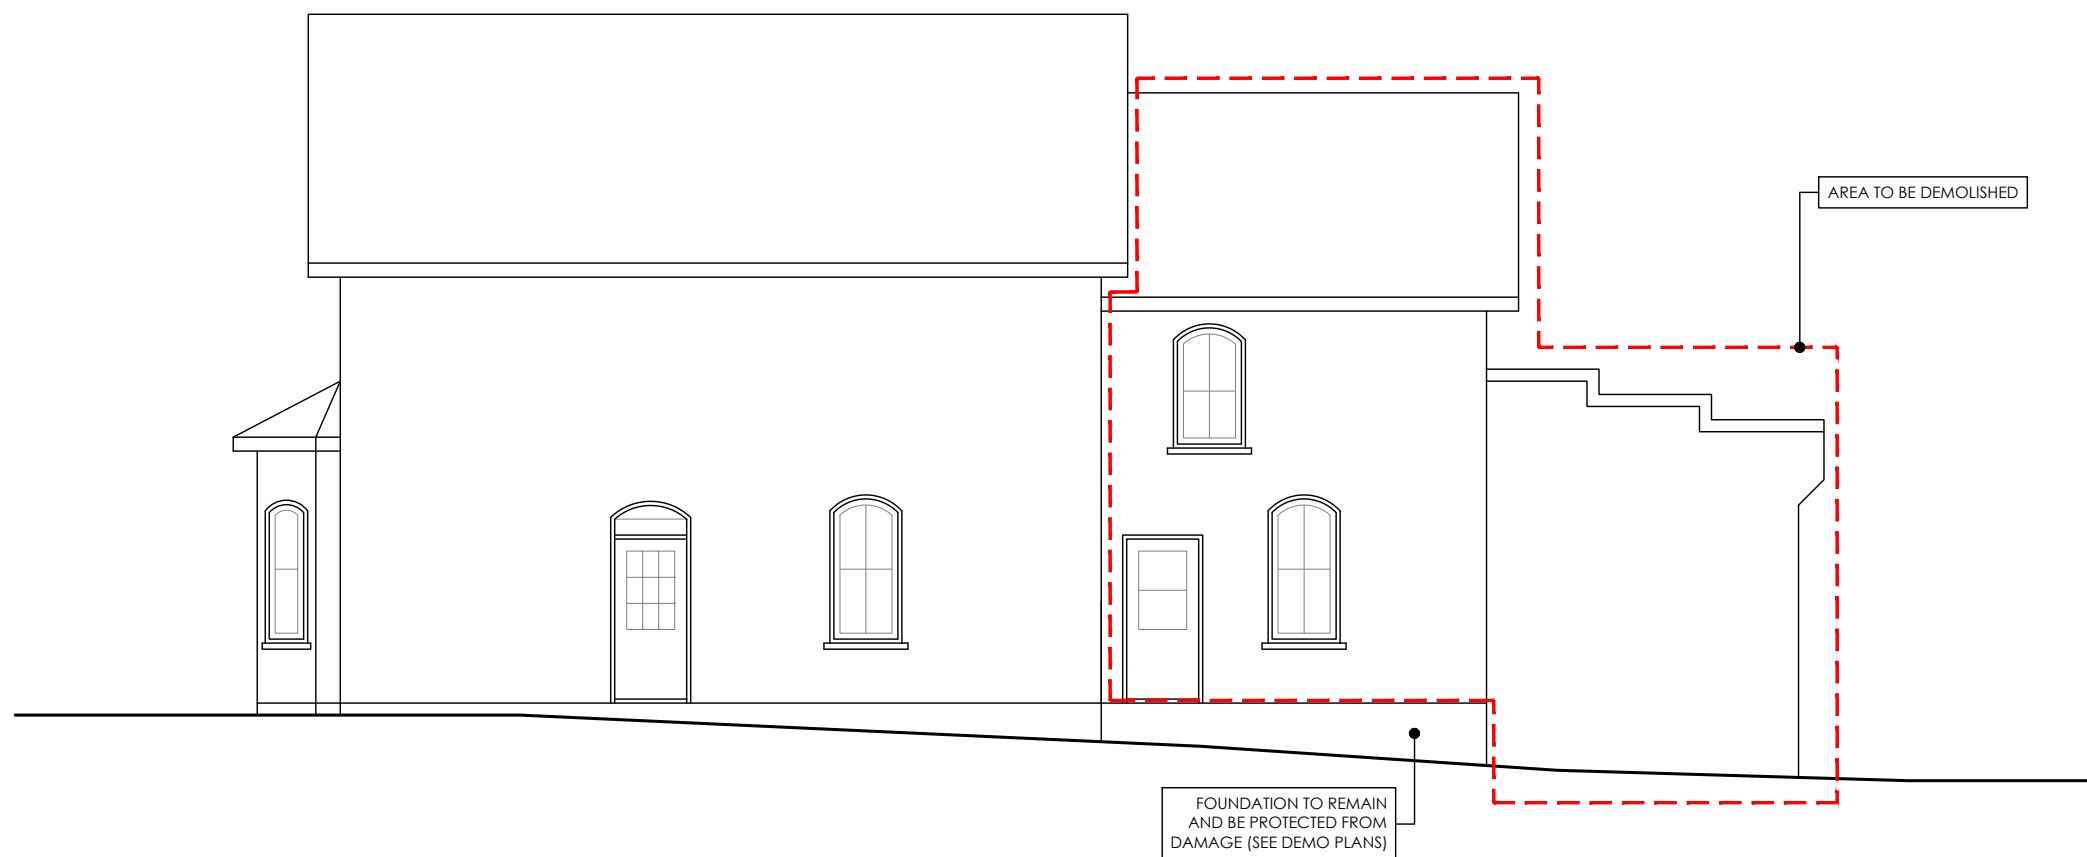 AREA TO BE DEMOLISHED
FOUNDATION TO REMAIN
AND BE PROTECTED FROM
DAMAGE (SEE DEMO PLANS)